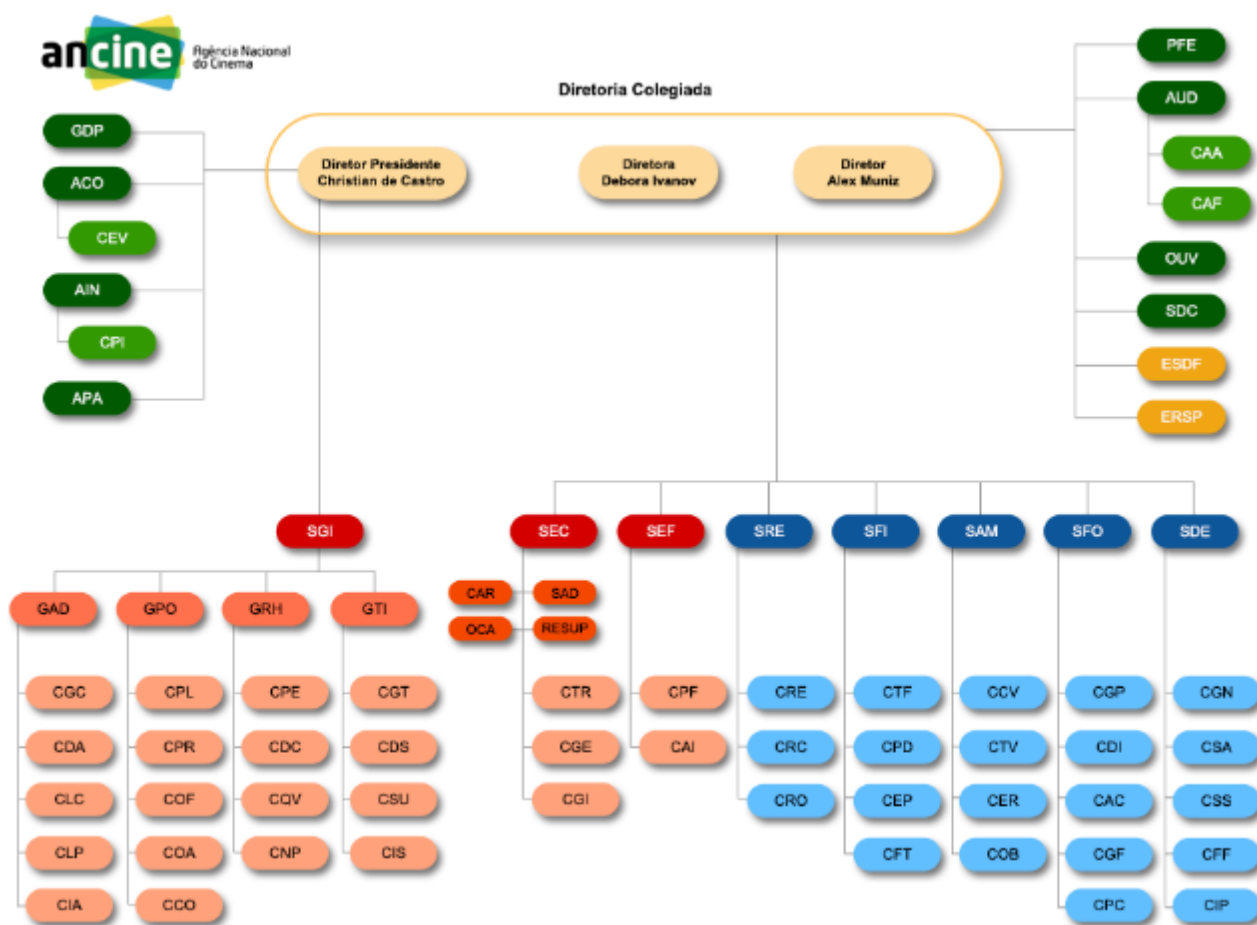 ancine
Agência Nacional
do Cinema
Diretoria Colegiada
Diretor Presidente
Christian de Castro
Diretora
Debora Ivanov
Diretor
Alex Muniz
GDP
ACO
CEV
AIN
CPI
APA
PFE
AUD
CAA
CAF
OUV
SDC
ESDF
ERSP
SGI
SEC
SEF
SRE
SFI
SAM
SFO
SDE
GAD
GPO
GRH
GTI
CAR
SAD
OCA
RESUP
CGC
CPL
CPE
CGT
CTR
CPF
CRE
CTF
CCV
CGP
CGN
CDA
CPR
CDC
CDS
CGE
CAI
CRC
CPD
CTV
CDI
CSA
CLC
COF
CQV
CSU
CGI
CRO
CEP
CER
CAC
CSS
CLP
COA
CNP
CIS
CFT
COB
CGF
CFF
CIA
CCO
CPC
CIP